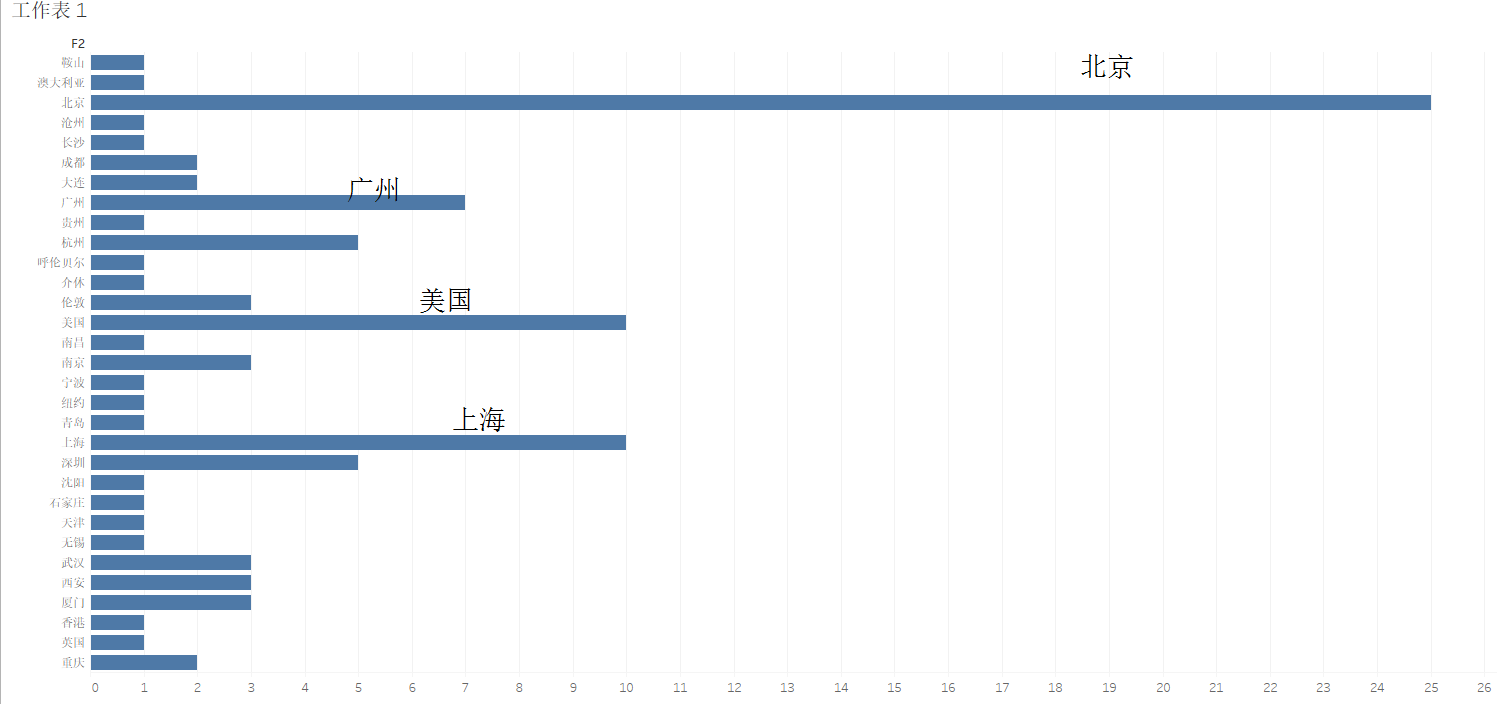 工作表 1
F2
鞍山
北京
澳大利亚
北京
沧州
长沙
成都
大连
广州
广州
贵州
杭州
呼伦贝尔
介休
伦敦
美国
美国
南昌
南京
宁波
纽约
青岛
上海
上海
深圳
沈阳
石家庄
天津
无锡
武汉
西安
厦门
香港
英国
重庆
0 1 2 3 4 5 6 7 8 9 10 11 12 13 14 15 16 17 18 19 20 21 22 23 24 25 26